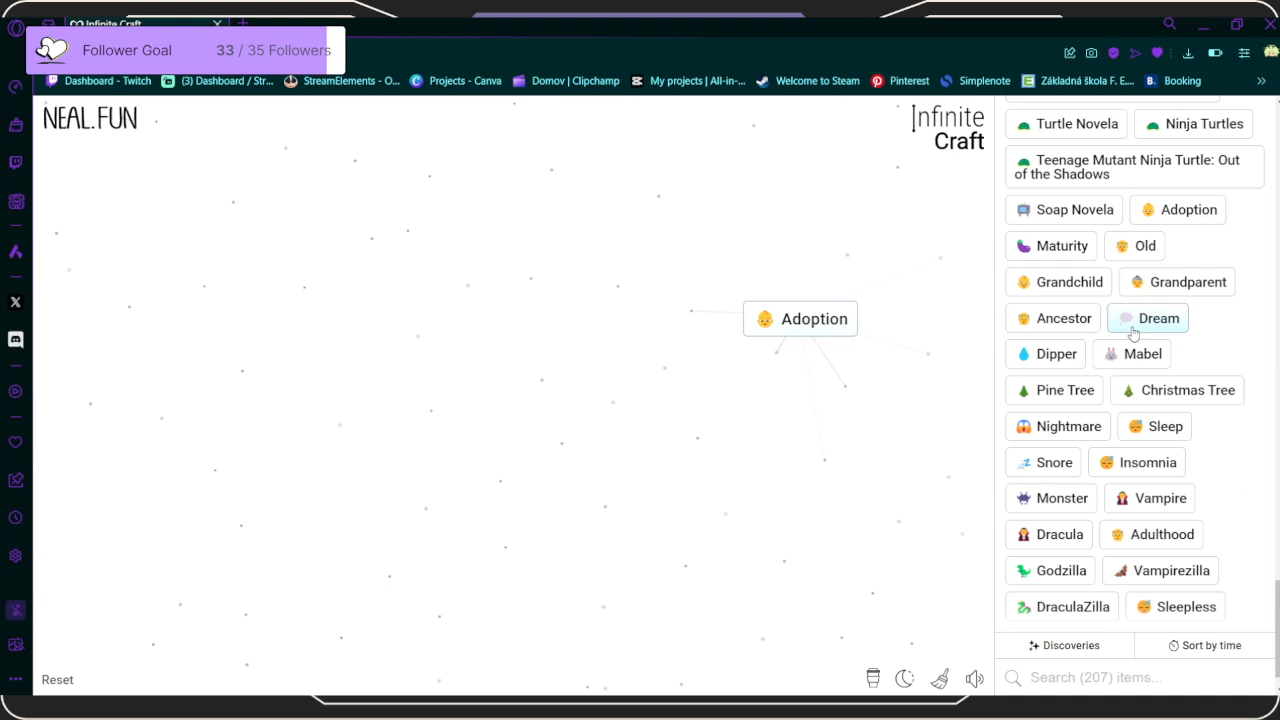 Infinite Craft
Follower Goal 33 / 35 Followers
Dashboard - Twitch
(3) Dashboard / Str...
StreamElements - O...
Projects - Canva
Domov | Clipchamp
My projects | All-in-...
Welcome to Steam
Pinterest
Simplenote
Základná škola F. E...
B. Booking
NEAL.FUN
Infinite
Craft
Turtle Novela
Ninja Turtles
Teenage Mutant Ninja Turtle: Out
of the Shadows
Soap Novela
Adoption
Maturity
Old
Grandchild
Grandparent
Ancestor
Dream
Adoption
Dipper
Mabel
Pine Tree
Christmas Tree
Nightmare
Sleep
Snore
Insomnia
Monster
Vampire
Dracula
Adulthood
Godzilla
Vampirezilla
DraculaZilla
Sleepless
Discoveries
Sort by time
Reset
Search (207) items...